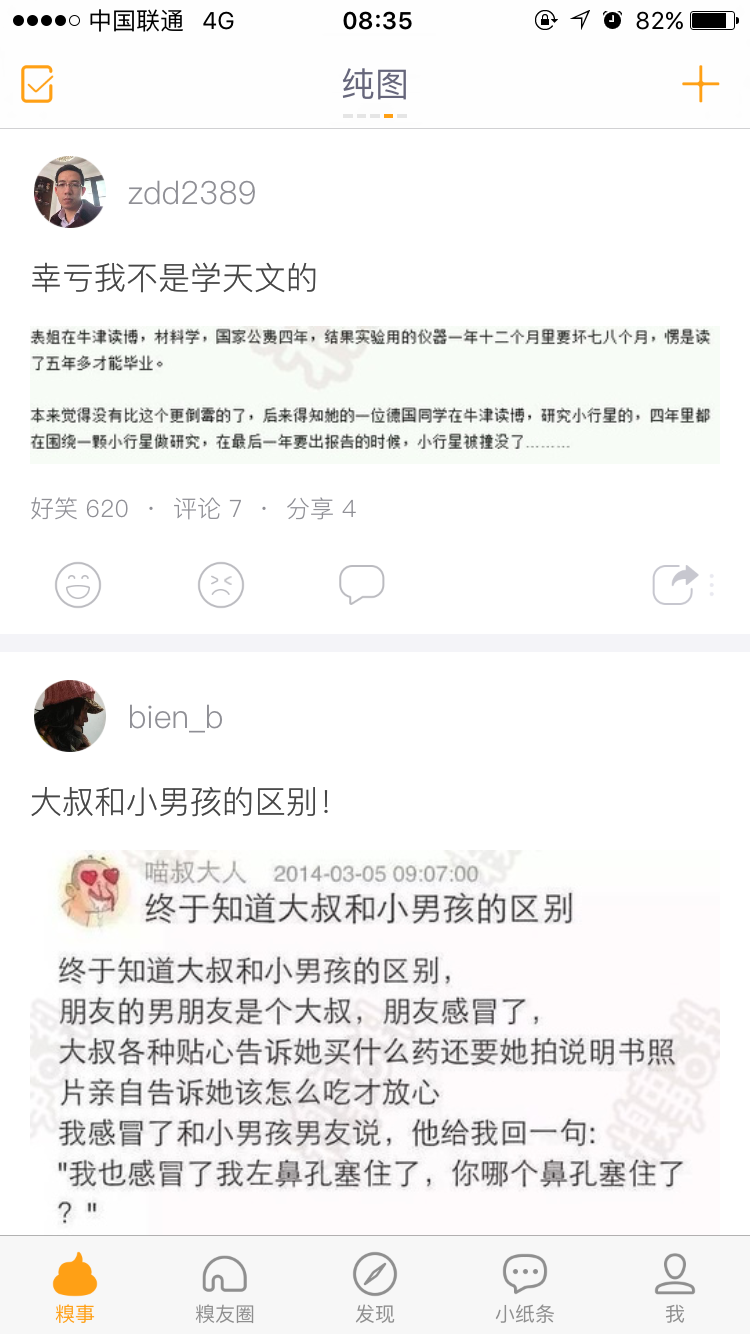 中国联通 4G 08:35 82%
纯图
zdd2389
幸亏我不是学天文的
表姐在牛津读博，材料学，国家公费四年，结果实验用的仪器一年十二个月里要坏七八个月，愣是读
了五年多才能毕业。
本来觉得没有比这个更倒霉的了，后来得知她的一位德国同学在牛津读博，研究小行星的，四年里都
在围绕一颗小行星做研究，在最后一年要出报告的时候，小行星被撞没了………
好笑 620 · 评论 7 · 分享 4
bien_b
大叔和小男孩的区别！
喵叔大人 2014-03-05 09:07:00
终于知道大叔和小男孩的区别
终于知道大叔和小男孩的区别，
朋友的男朋友是个大叔，朋友感冒了，
大叔各种贴心告诉她买什么药还要她拍说明书照
片亲自告诉她该怎么吃才放心
我感冒了和小男孩男友说，他给我回一句:
"我也感冒了我左鼻孔塞住了，你哪个鼻孔塞住了
？"
糗事 糗友圈 发现 小纸条 我